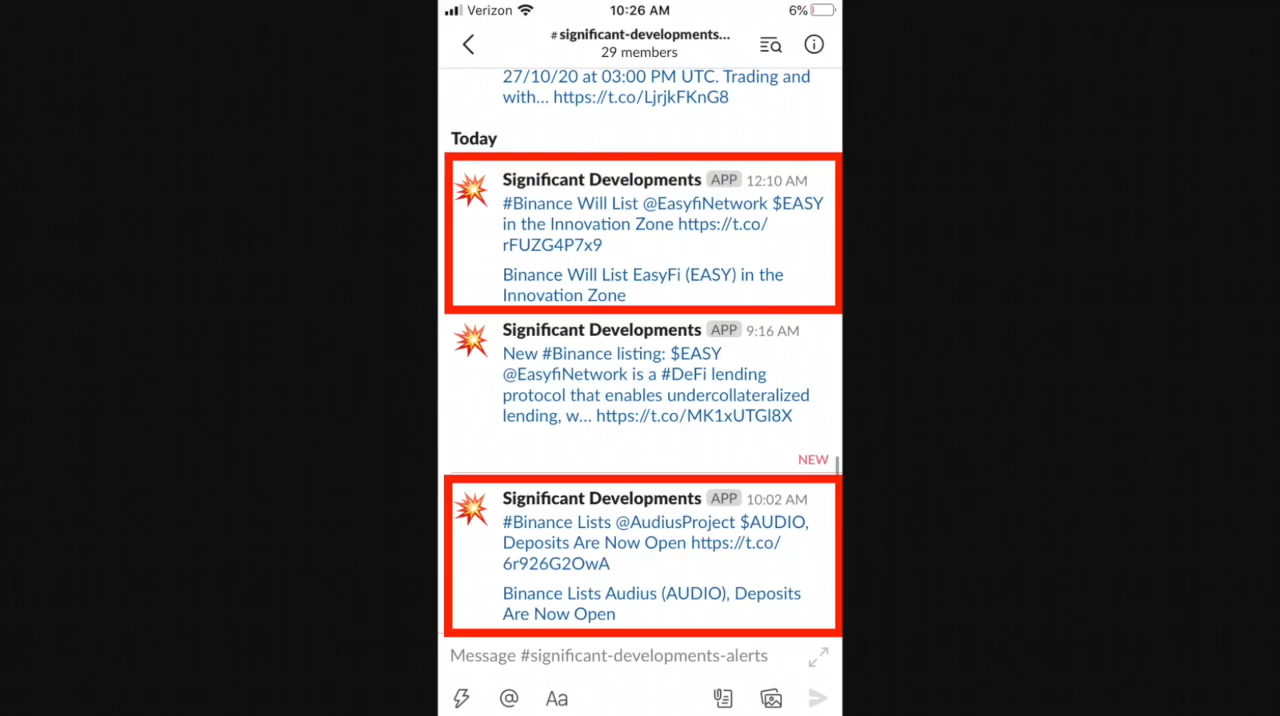 Verizon 10:26 AM 6%
#significant-developments...
29 members
27/10/20 at 03:00 PM UTC. Trading and
with... https://t.co/LjrjkFKnG8
Today
Significant Developments APP 12:10 AM
#Binance Will List @EasyfiNetwork $EASY
in the Innovation Zone https://t.co/
rFUZG4P7x9
Binance Will List EasyFi (EASY) in the
Innovation Zone
Significant Developments APP 9:16 AM
New #Binance listing: $EASY
@EasyfiNetwork is a #DeFi lending
protocol that enables undercollateralized
lending, w... https://t.co/MK1xUTGl8X
NEW
Significant Developments APP 10:02 AM
#Binance Lists @AudiusProject $AUDIO,
Deposits Are Now Open https://t.co/
6r926G2OwA
Binance Lists Audius (AUDIO), Deposits
Are Now Open
Message #significant-developments-alerts
@ Aa